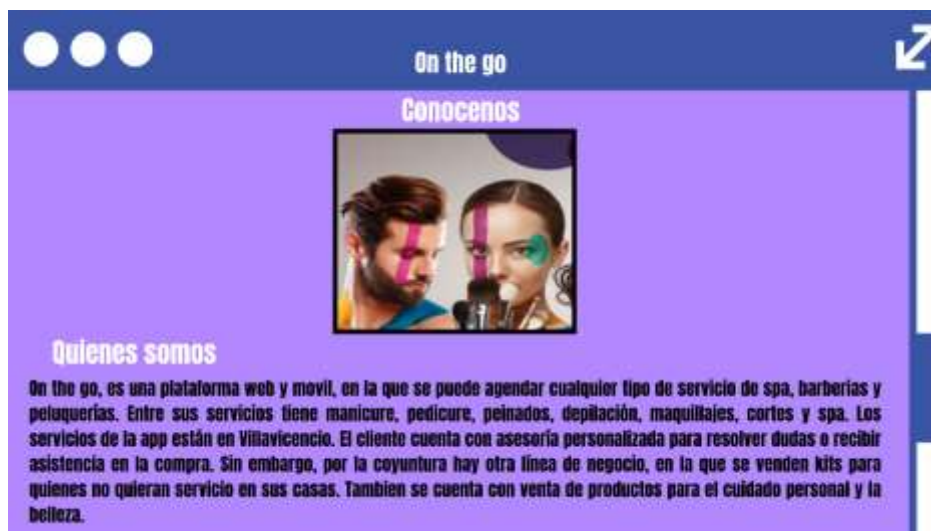 On the go
Conocenos
Quienes somos
On the go, es una plataforma web y movil, en la que se puede agendar cualquier tipo de servicio de spa, barberias y
peluquerias. Entre sus servicios tiene manicure, pedicure, peinados, depilación, maquillajes, cortes y spa. Los
servicios de la app están en Villavicencio. El cliente cuenta con asesoría personalizada para resolver dudas o recibir
asistencia en la compra. Sin embargo, por la coyuntura hay otra línea de negocio, en la que se venden kits para
quienes no quieran servicio en sus casas. Tambien se cuenta con venta de productos para el cuidado personal y la
belleza.